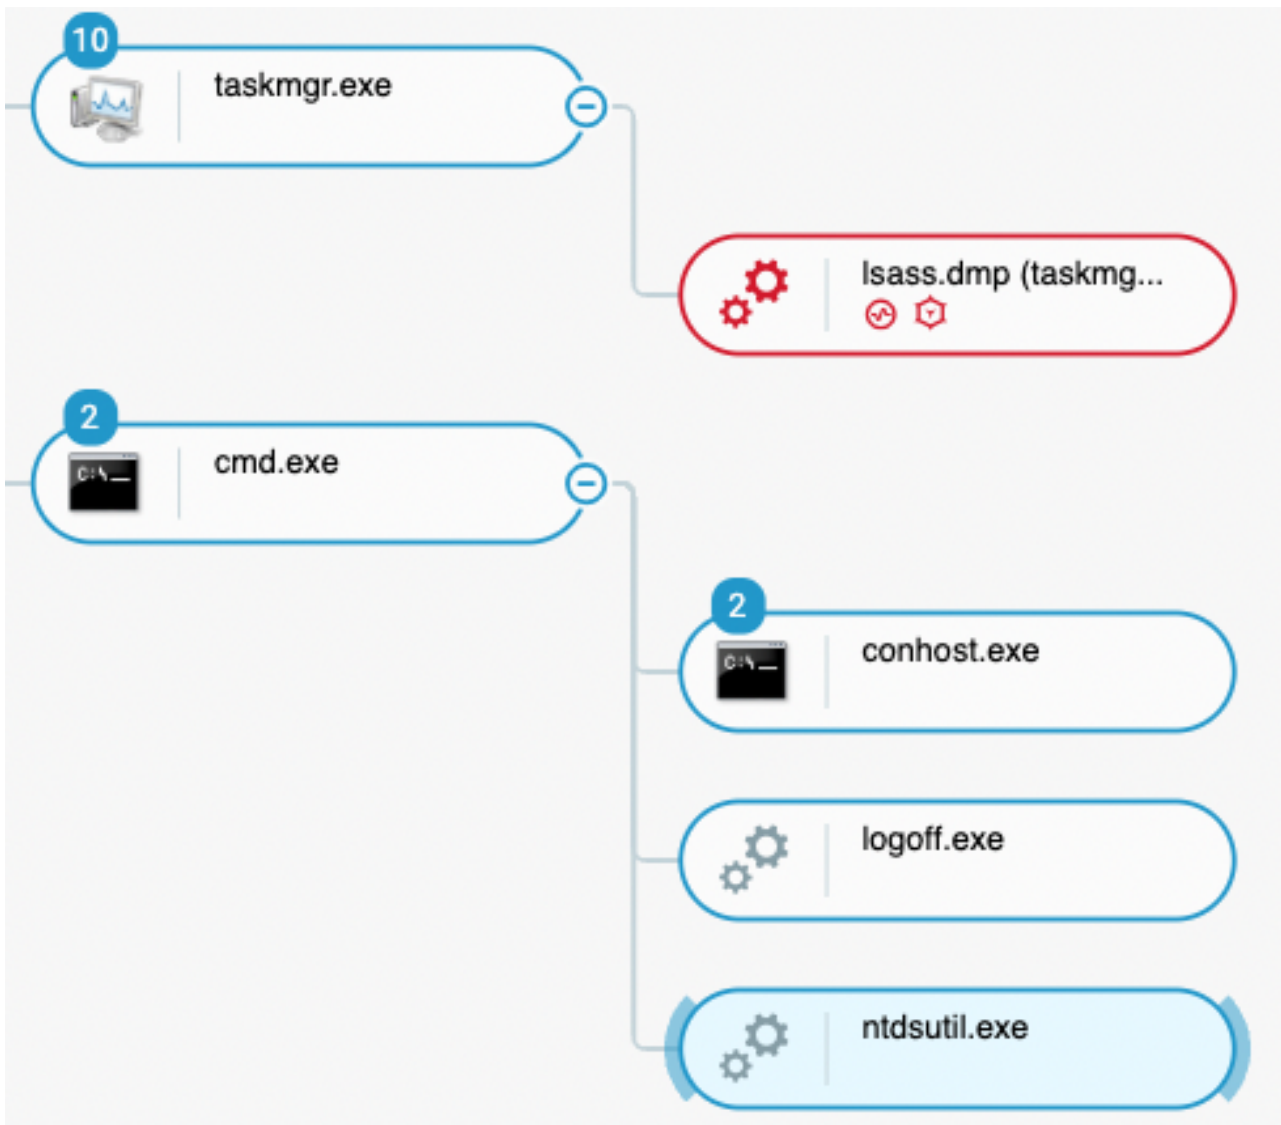 10
taskmgr.exe
lsass.dmp (taskmg...
2
cmd.exe
C:\
2
conhost.exe
C:\
logoff.exe
ntdsutil.exe